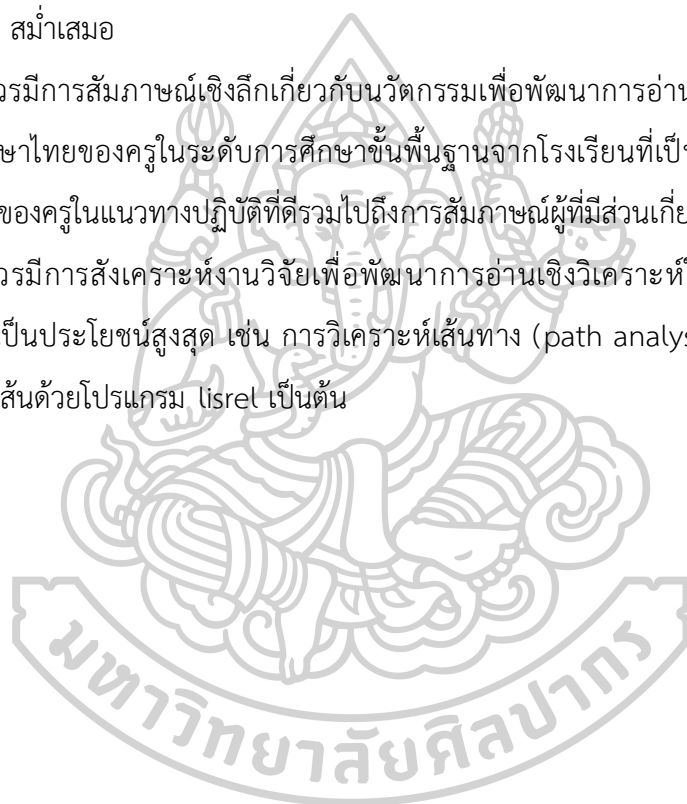 สม่ำเสมอ
วรมีการสัมภาษณ์เชิงลึกเกี่ยวกับนวัตกรรมเพื่อพัฒนาการอ่าน
ษาไทยของครูในระดับการศึกษาขั้นพื้นฐานจากโรงเรียนที่เป็น
ของครูในแนวทางปฏิบัติที่ดีรวมไปถึงการสัมภาษณ์ผู้ที่มีส่วนเกี่ย
วรมีการสังเคราะห์งานวิจัยเพื่อพัฒนาการอ่านเชิงวิเคราะห์ใ
เป็นประโยชน์สูงสุด เช่น การวิเคราะห์เส้นทาง (path analys
ส้นด้วยโปรแกรม lisrel เป็นต้น
มหาวิทยาลัยศิลปากร